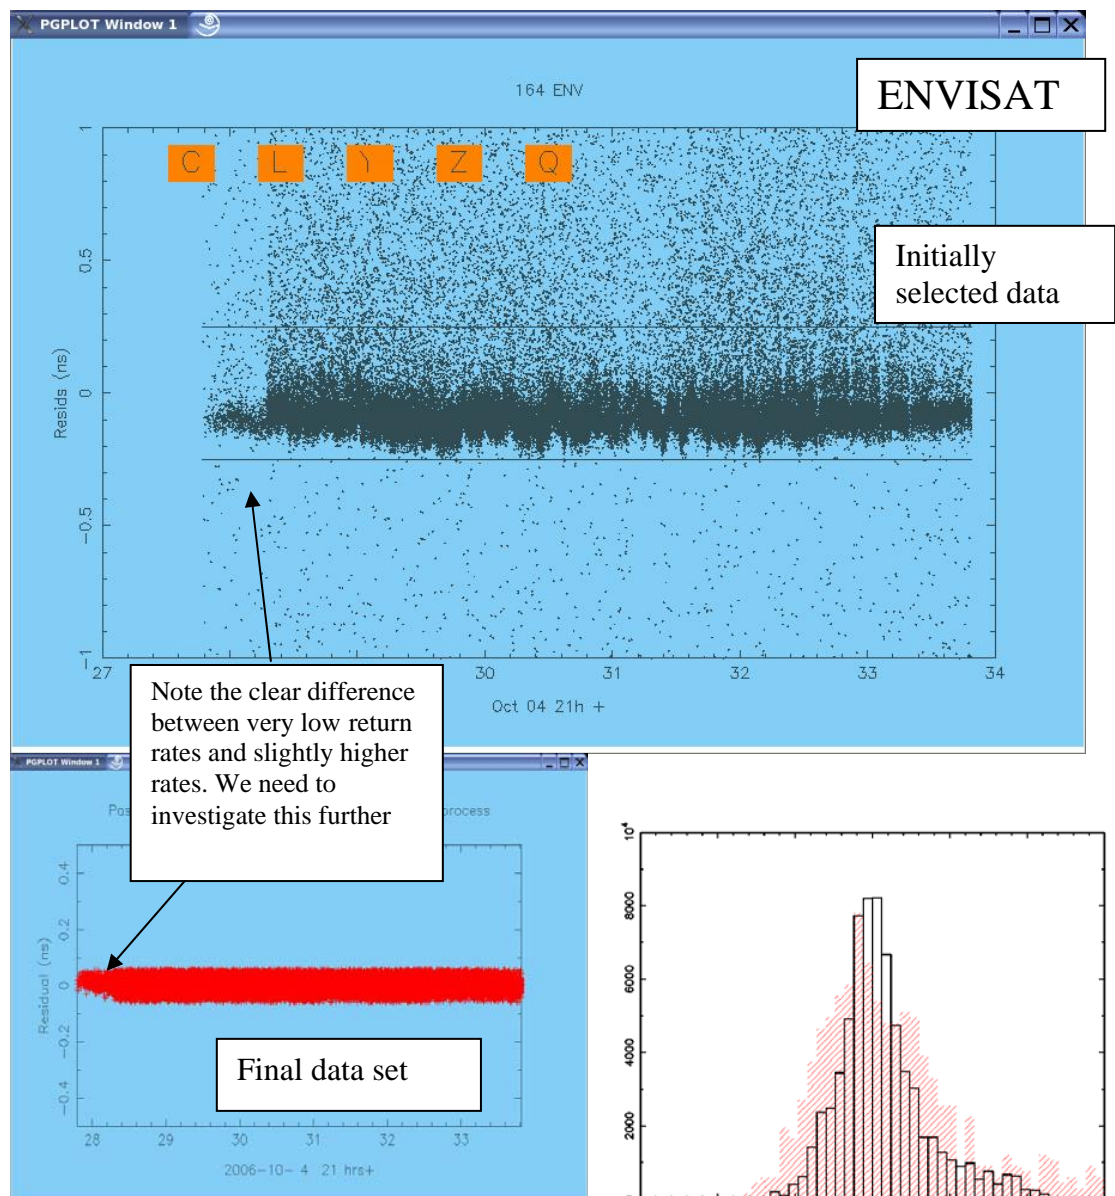 PGPLOT Window 1
ENVISAT
164 ENV
C L Y Z Q
Initially
selected data
Resids (ns)
1
0.5
0
−0.5
−1
27
30
31
32
33
34
Oct 04 21h +
Note the clear difference
between very low return
rates and slightly higher
rates. We need to
investigate this further
PGPLOT Window 1
Pos
process
Residual (ns)
0.4
0.2
0
−0.2
−0.4
Final data set
28
29
30
31
32
33
2006-10- 4 21 hrs+
10⁴
8000
6000
4000
2000